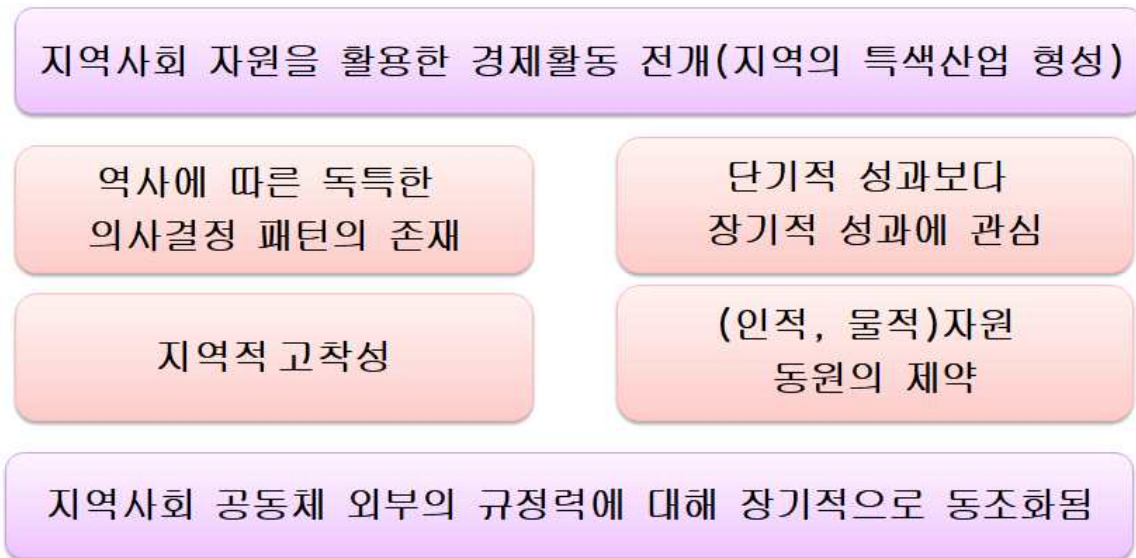 지역사회 자원을 활용한 경제활동 전개(지역의 특색산업 형성)
역사에 따른 독특한
의사결정 패턴의 존재
단기적 성과보다
장기적 성과에 관심
지역적 고착성
(인적, 물적)자원
동원의 제약
지역사회 공동체 외부의 규정력에 대해 장기적으로 동조화됨